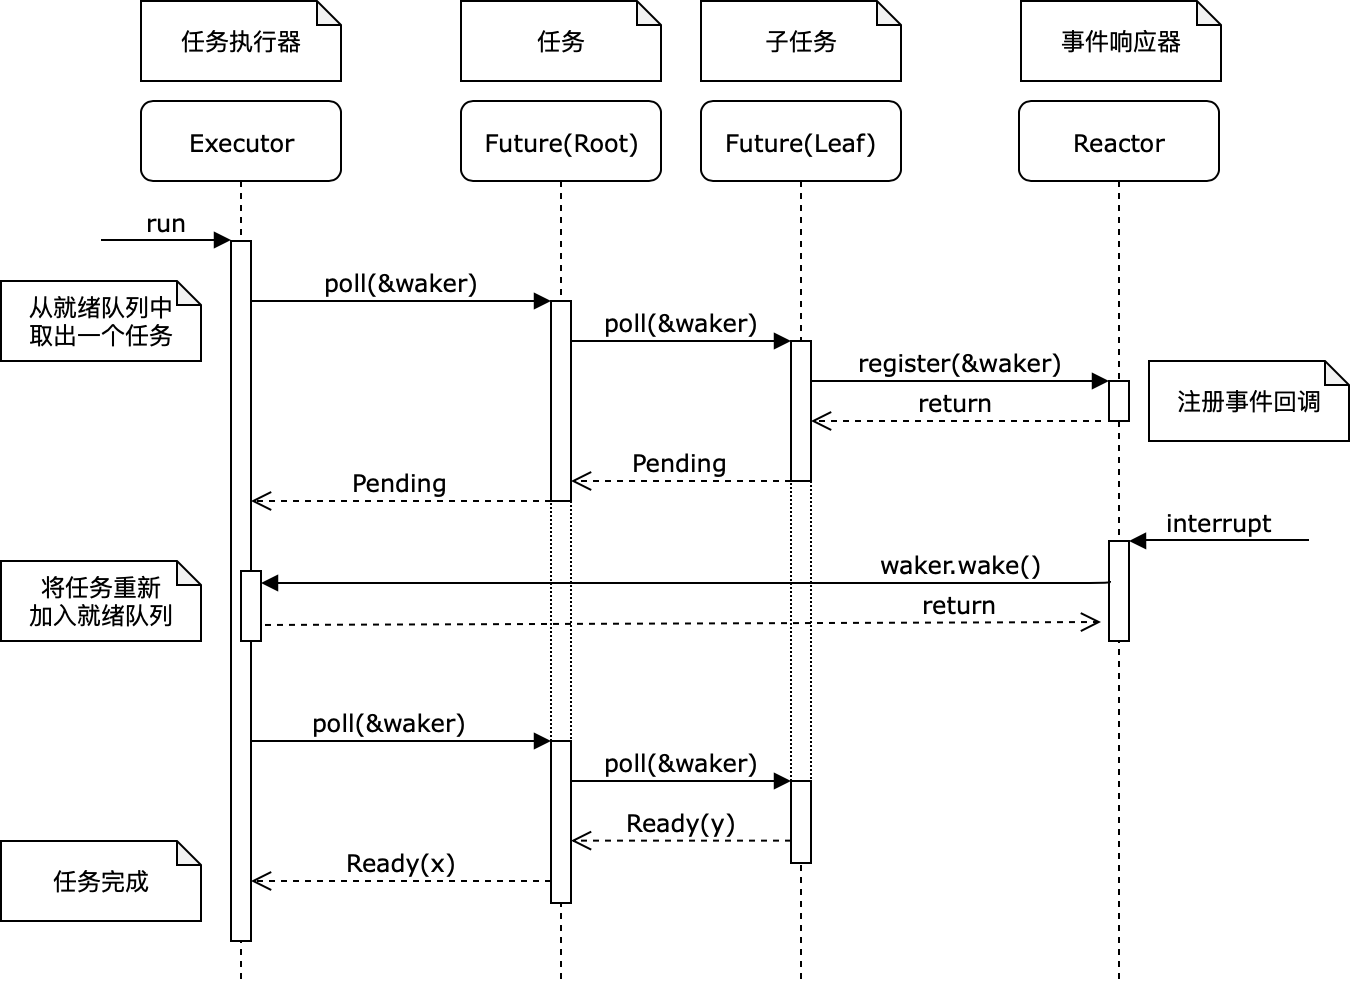 任务执行器
任务
子任务
事件响应器
Executor
Future(Root)
Future(Leaf)
Reactor
run
poll(&waker)
从就绪队列中
取出一个任务
poll(&waker)
register(&waker)
注册事件回调
return
Pending
Pending
interrupt
waker.wake()
将任务重新
加入就绪队列
return
poll(&waker)
poll(&waker)
Ready(y)
Ready(x)
任务完成